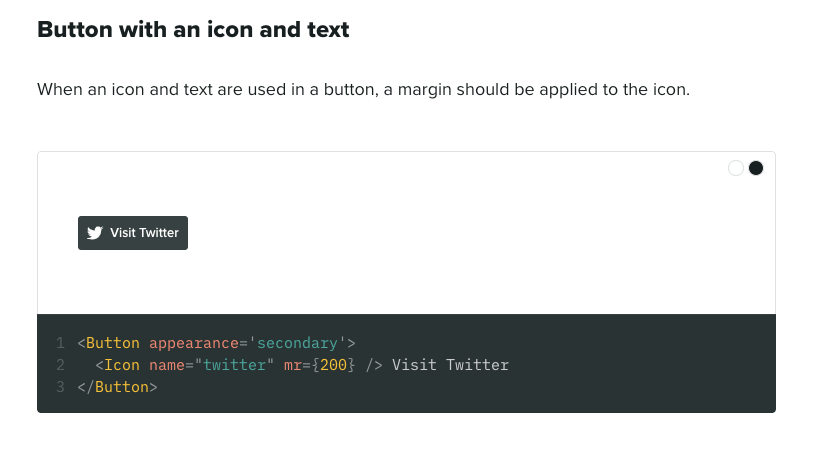 Button with an icon and text
When an icon and text are used in a button, a margin should be applied to the icon.
Visit Twitter
1 <Button appearance='secondary'>
2   <Icon name="twitter" mr={200} /> Visit Twitter
3 </Button>